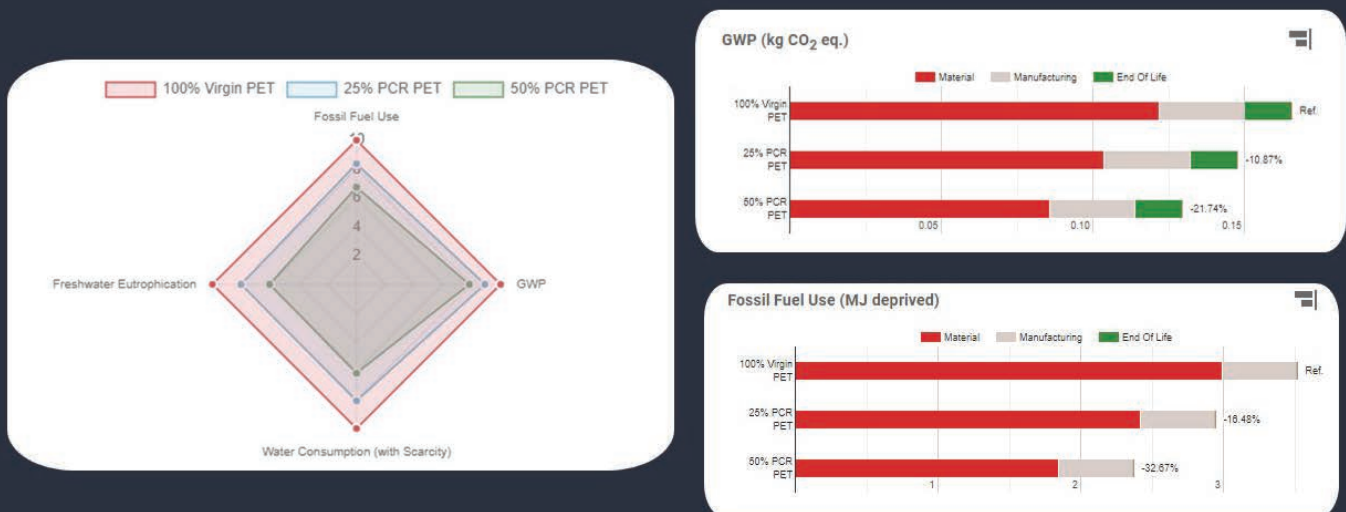 100% Virgin PET 25% PCR PET 50% PCR PET
Fossil Fuel Use
10
8
6
4
2
Freshwater Eutrophication
GWP
Water Consumption (with Scarcity)
GWP (kg CO₂ eq.)
Material Manufacturing End Of Life
100% Virgin
PET
Ref.
25% PCR
PET
-10.87%
50% PCR
PET
-21.74%
0.05 0.10 0.15
Fossil Fuel Use (MJ deprived)
Material Manufacturing End Of Life
100% Virgin
PET
Ref.
25% PCR
PET
-16.48%
50% PCR
PET
-32.67%
1 2 3